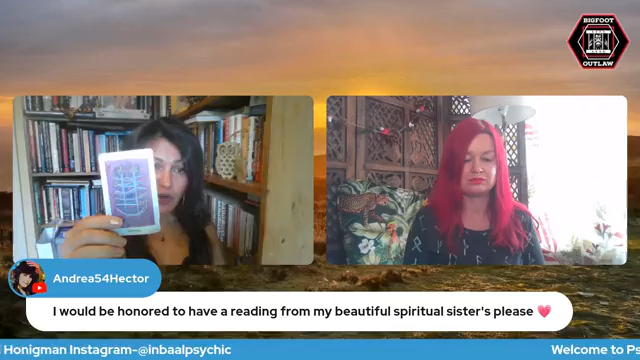 BIGFOOT
OUTLAW
Andrea54Hector
I would be honored to have a reading from my beautiful spiritual sister's please 💗
Honigman Instagram-@inbaalpsychic
Welcome to Ps